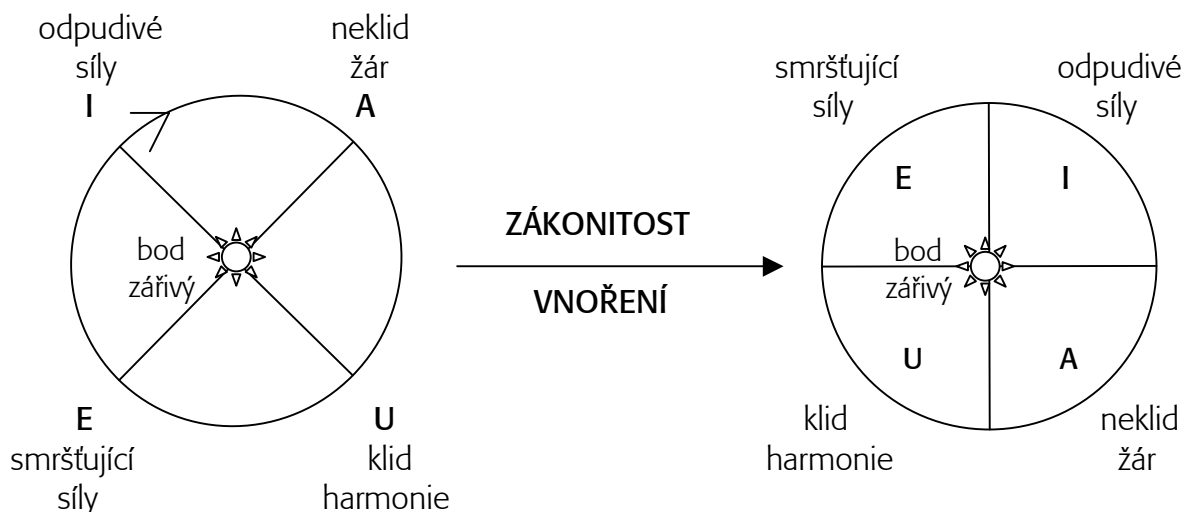 odpudivé
síly
I
neklid
žár
A
bod
zářivý
E
smršťující
síly
U
klid
harmonie
ZÁKONITOST
VNOŘENÍ
smršťující
síly
odpudivé
síly
E
I
bod
zářivý
U
A
klid
harmonie
neklid
žár